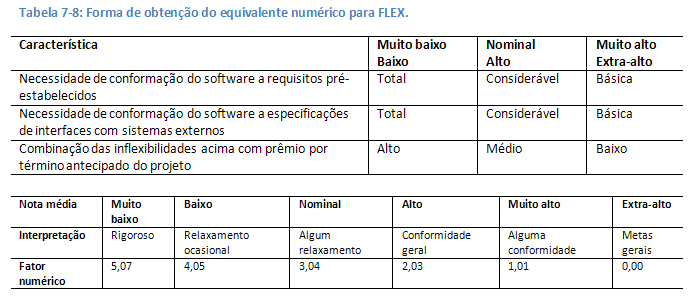 Tabela 7-8: Forma de obtenção do equivalente numérico para FLEX.
Característica Muito baixo Nominal Muito alto
Baixo Alto Extra-alto
Necessidade de conformação do software a requisitos pré- Total Considerável Básica
estabelecidos
Necessidade de conformação do software a especificações Total Considerável Básica
de interfaces com sistemas externos
Combinação das inflexibilidades acima com prêmio por Alto Médio Baixo
término antecipado do projeto
Nota média Muito Baixo Nominal Alto Muito alto Extra-alto
baixo
Interpretação Rigoroso Relaxamento Algum Conformidade Alguma Metas
ocasional relaxamento geral conformidade gerais
Fator 5,07 4,05 3,04 2,03 1,01 0,00
numérico